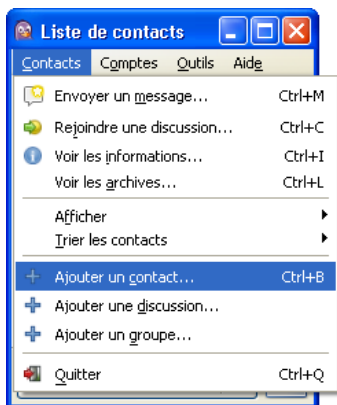 Liste de contacts
Contacts Comptes Outils Aide
Envoyer un message... Ctrl+M
Rejoindre une discussion... Ctrl+C
Voir les informations... Ctrl+I
Voir les archives... Ctrl+L
Afficher
Trier les contacts
Ajouter un contact... Ctrl+B
Ajouter une discussion...
Ajouter un groupe...
Quitter Ctrl+Q